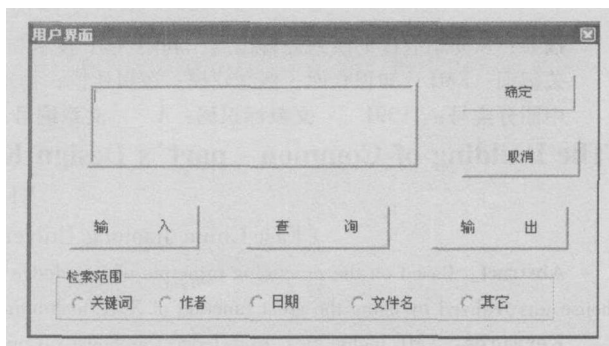 用户界面
确定
取消
输 入 查 询 输 出
检索范围
关键词 作者 日期 文件名 其它